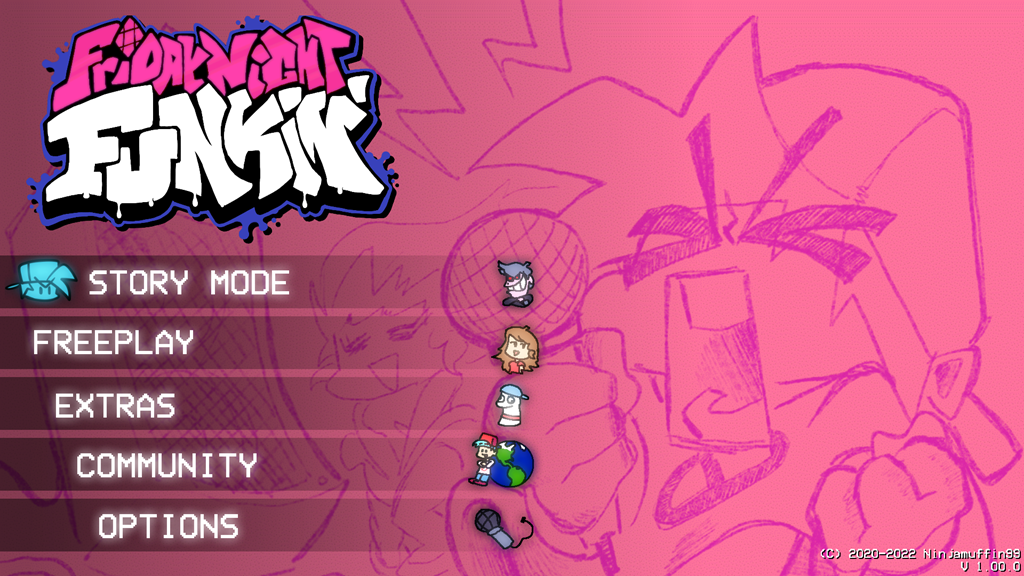 FRIDAY NIGHT
FUNKIN'
STORY MODE
FREEPLAY
EXTRAS
COMMUNITY
OPTIONS
(C) 2020-2022 Ninjamuffin99
V 1.00.0